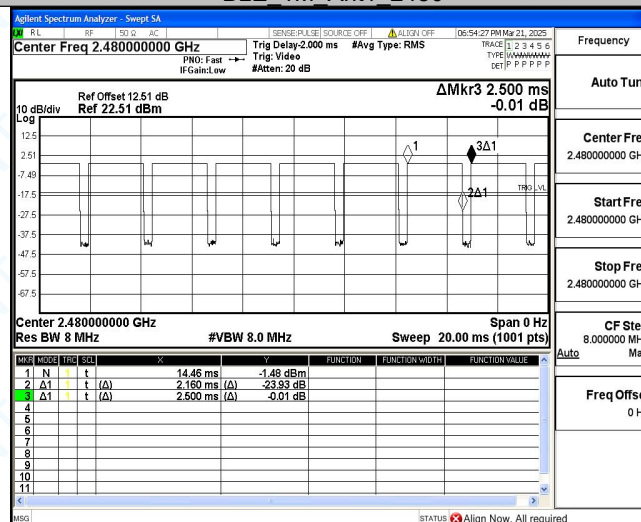 Agilent Spectrum Analyzer - Swept SA
RL RF 50 Ω AC SENSE:PULSE SOURCE OFF ALIGN OFF 06:54:27 PM Mar 21, 2025
Center Freq 2.480000000 GHz
PNO: Fast
IFGain:Low
Trig Delay-2.000 ms
Trig: Video
#Atten: 20 dB
#Avg Type: RMS
TRACE 1 2 3 4 5 6
TYPE
DET P P P P P P
Ref Offset 12.51 dB
10 dB/div Ref 22.51 dBm
Log
ΔMkr3 2.500 ms
-0.01 dB
12.5
2.51
-7.49
-17.5
-27.5
-37.5
-47.5
-57.5
-67.5
1
3Δ1
2Δ1
TRIG LVL
Center 2.480000000 GHz Span 0 Hz
Res BW 8 MHz #VBW 8.0 MHz Sweep 20.00 ms (1001 pts)
MKR MODE TRC SCL X Y FUNCTION FUNCTION WIDTH FUNCTION VALUE
1 N 1 t 14.46 ms -1.48 dBm
2 Δ1 1 t (Δ) 2.160 ms (Δ) -23.93 dB
3 Δ1 1 t (Δ) 2.500 ms (Δ) -0.01 dB
4
5
6
7
8
9
10
11
MSG STATUS Align Now, All required
Frequency
Auto Tun
Center Fre
2.480000000 GH
Start Fre
2.480000000 GH
Stop Fre
2.480000000 GH
CF Ste
8.000000 MH
Auto Ma
Freq Offs
0 H